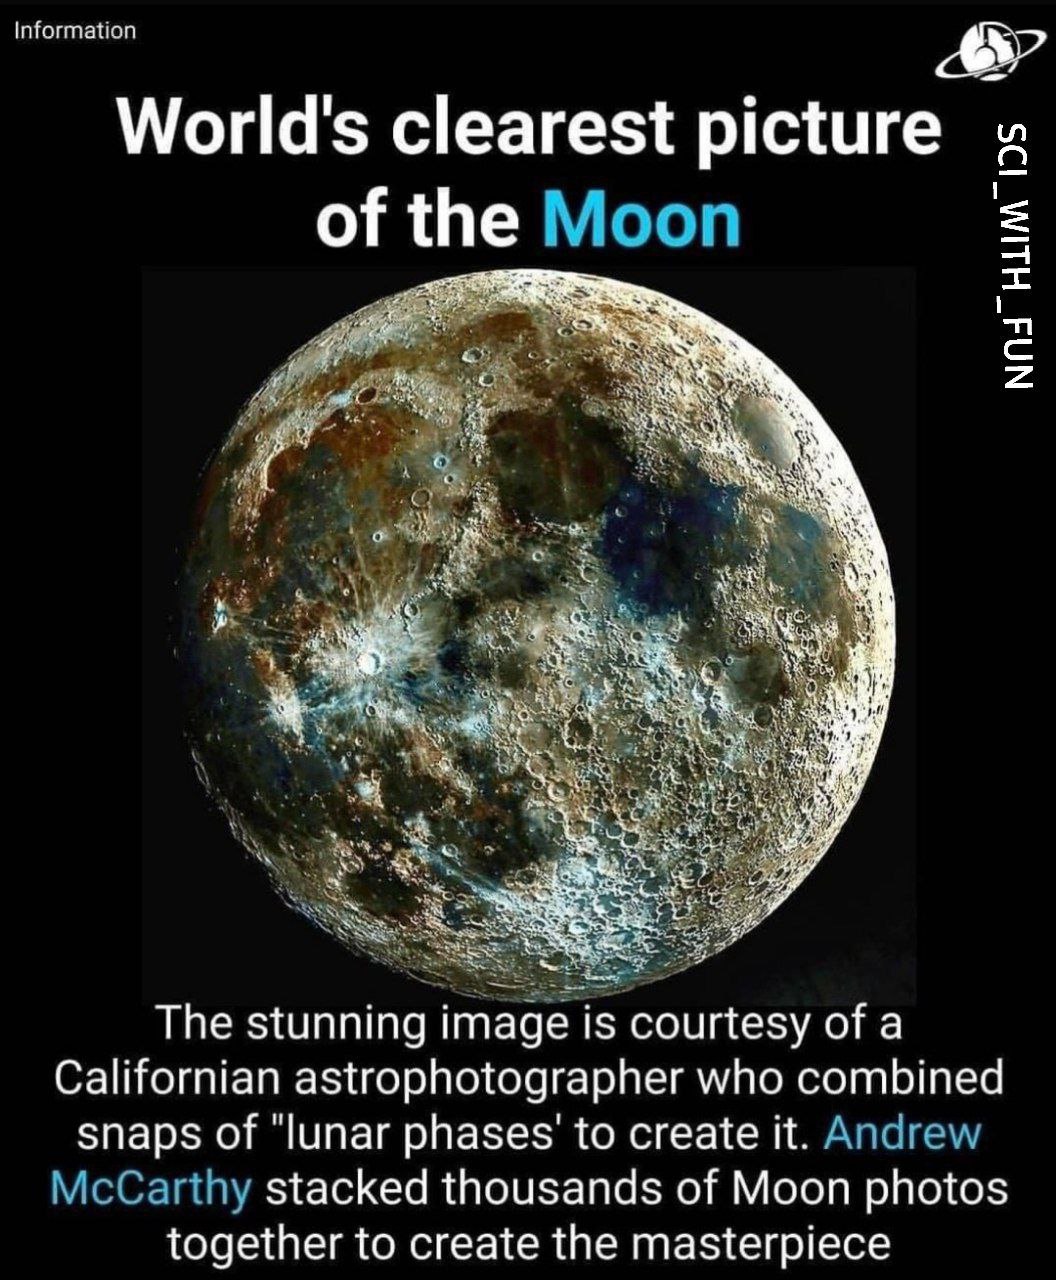 Information
World's clearest picture
of the Moon
SCI_WITH_FUN
The stunning image is courtesy of a
Californian astrophotographer who combined
snaps of "lunar phases' to create it. Andrew
McCarthy stacked thousands of Moon photos
together to create the masterpiece